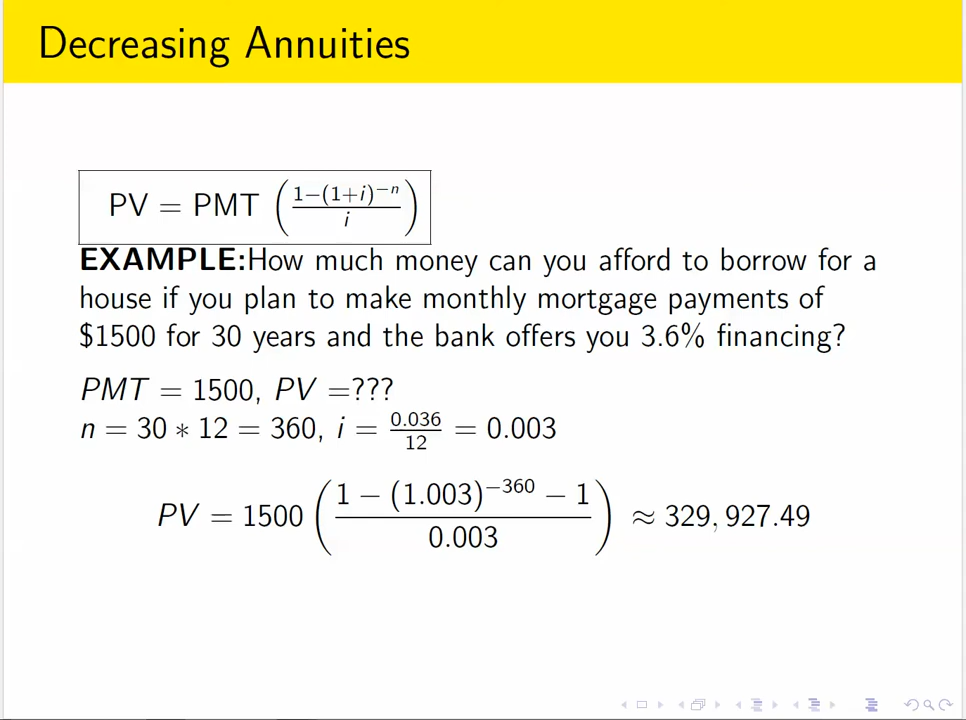 Decreasing Annuities
PV = PMT (1−(1+i)⁻ⁿ / i)
EXAMPLE:How much money can you afford to borrow for a
house if you plan to make monthly mortgage payments of
$1500 for 30 years and the bank offers you 3.6% financing?
PMT = 1500, PV =???
n = 30 ∗ 12 = 360, i = 0.036/12 = 0.003
PV = 1500 (1 − (1.003)⁻³⁶⁰ − 1 / 0.003) ≈ 329, 927.49